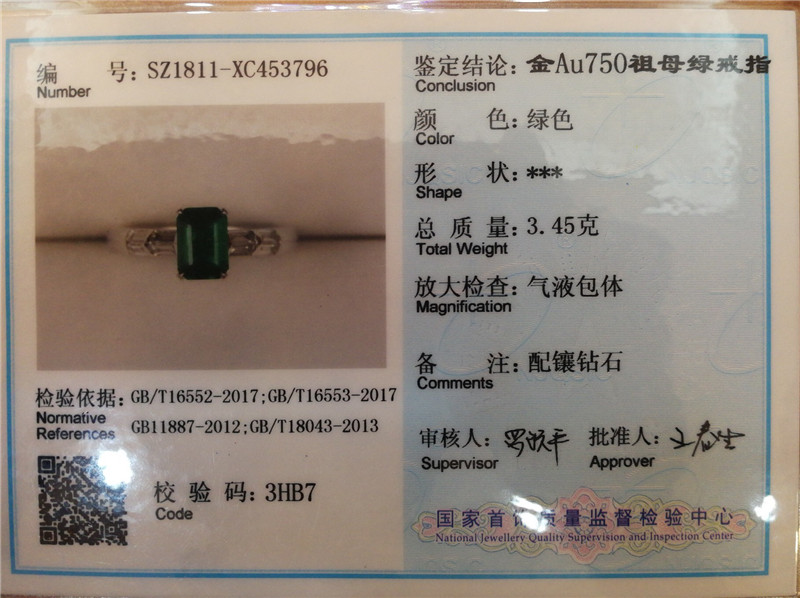 编 号: SZ1811-XC453796
Number
检验依据: GB/T16552-2017;GB/T16553-2017
Normative
References GB11887-2012;GB/T18043-2013
校 验 码: 3HB7
Code
鉴定结论: 金Au750祖母绿戒指
Conclusion
颜 色: 绿色
Color
形 状: ***
Shape
总 质 量: 3.45克
Total Weight
放大检查: 气液包体
Magnification
备 注: 配镶钻石
Comments
审核人: 批准人:
Supervisor Approver
国家首饰质量监督检验中心
National Jewellery Quality Supervision and Inspection Center